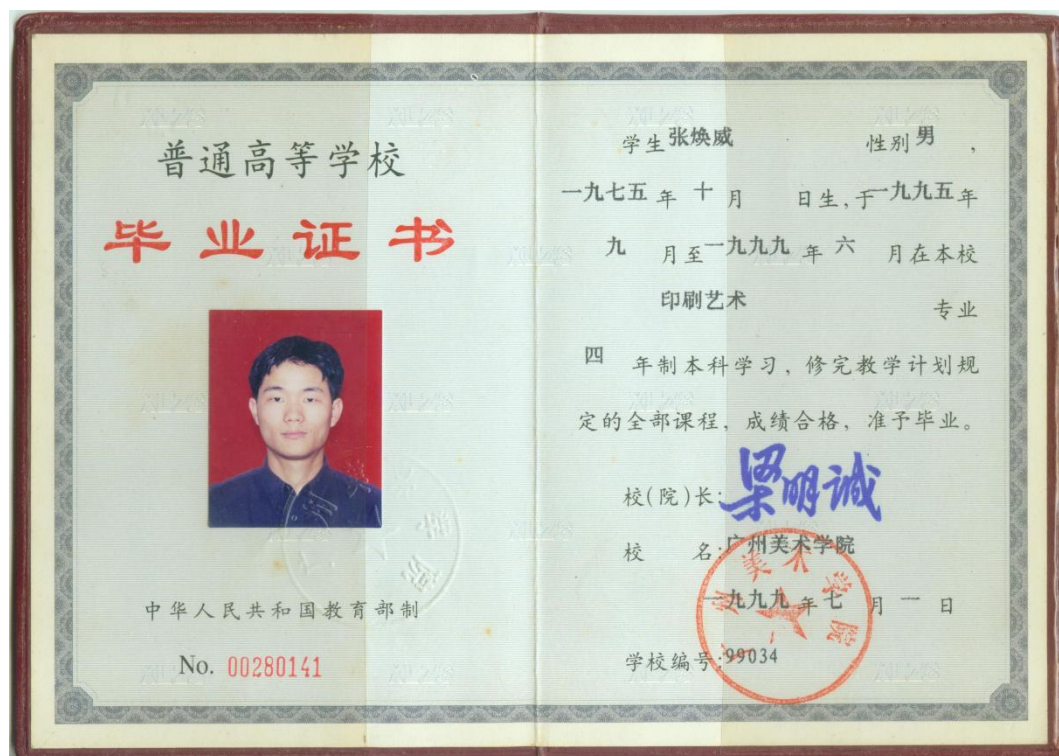 普通高等学校
毕业证书
中华人民共和国教育部制
No. 00280141
学生 张焕威 性别 男 ,
一九七五 年 十 月 日生, 于 一九九五 年
九 月至 一九九九 年 六 月在本校
印刷艺术 专业
四 年制本科学习, 修完教学计划规
定的全部课程, 成绩合格, 准予毕业。
校(院)长: 梁明诚
校 名: 广州美术学院
一九九九 年 七 月 一 日
学校编号: 99034
广州美术学院